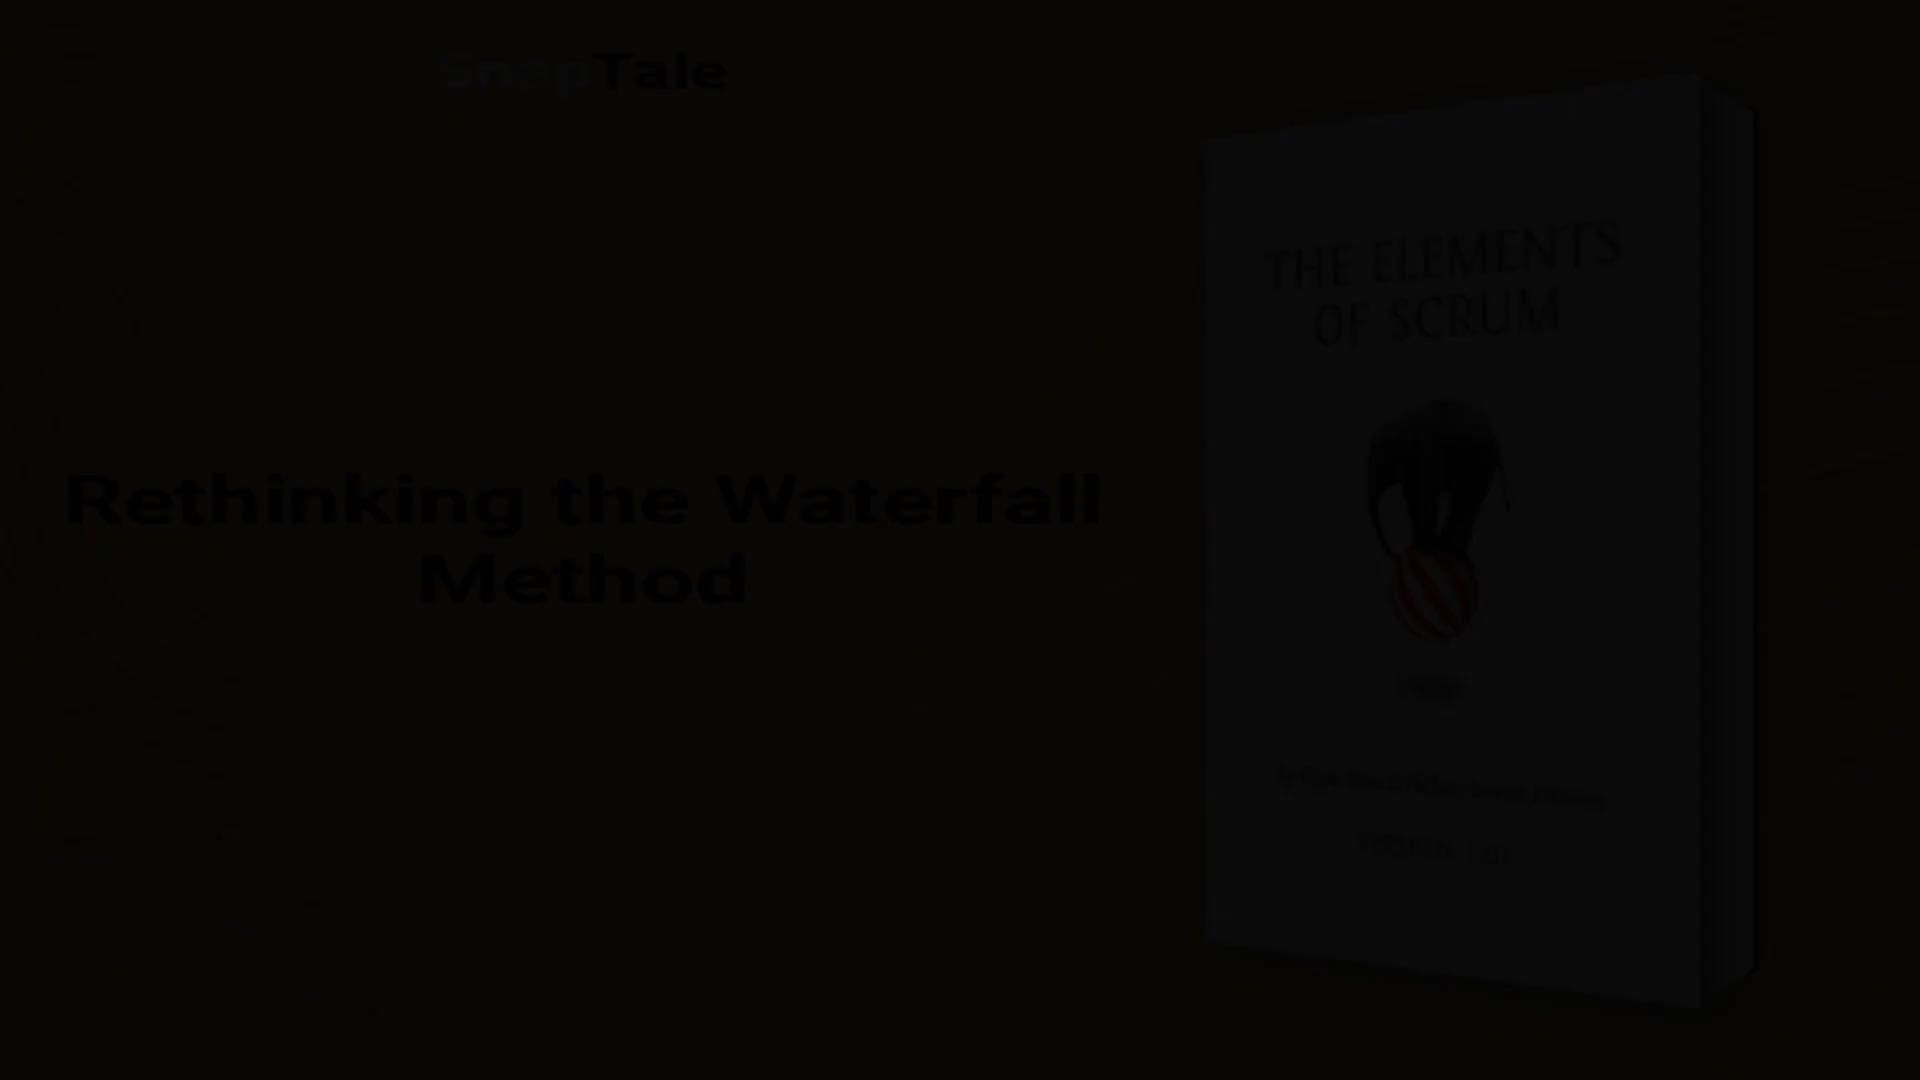 SnapTale
Rethinking the Waterfall
Method
THE ELEMENTS
OF SCRUM